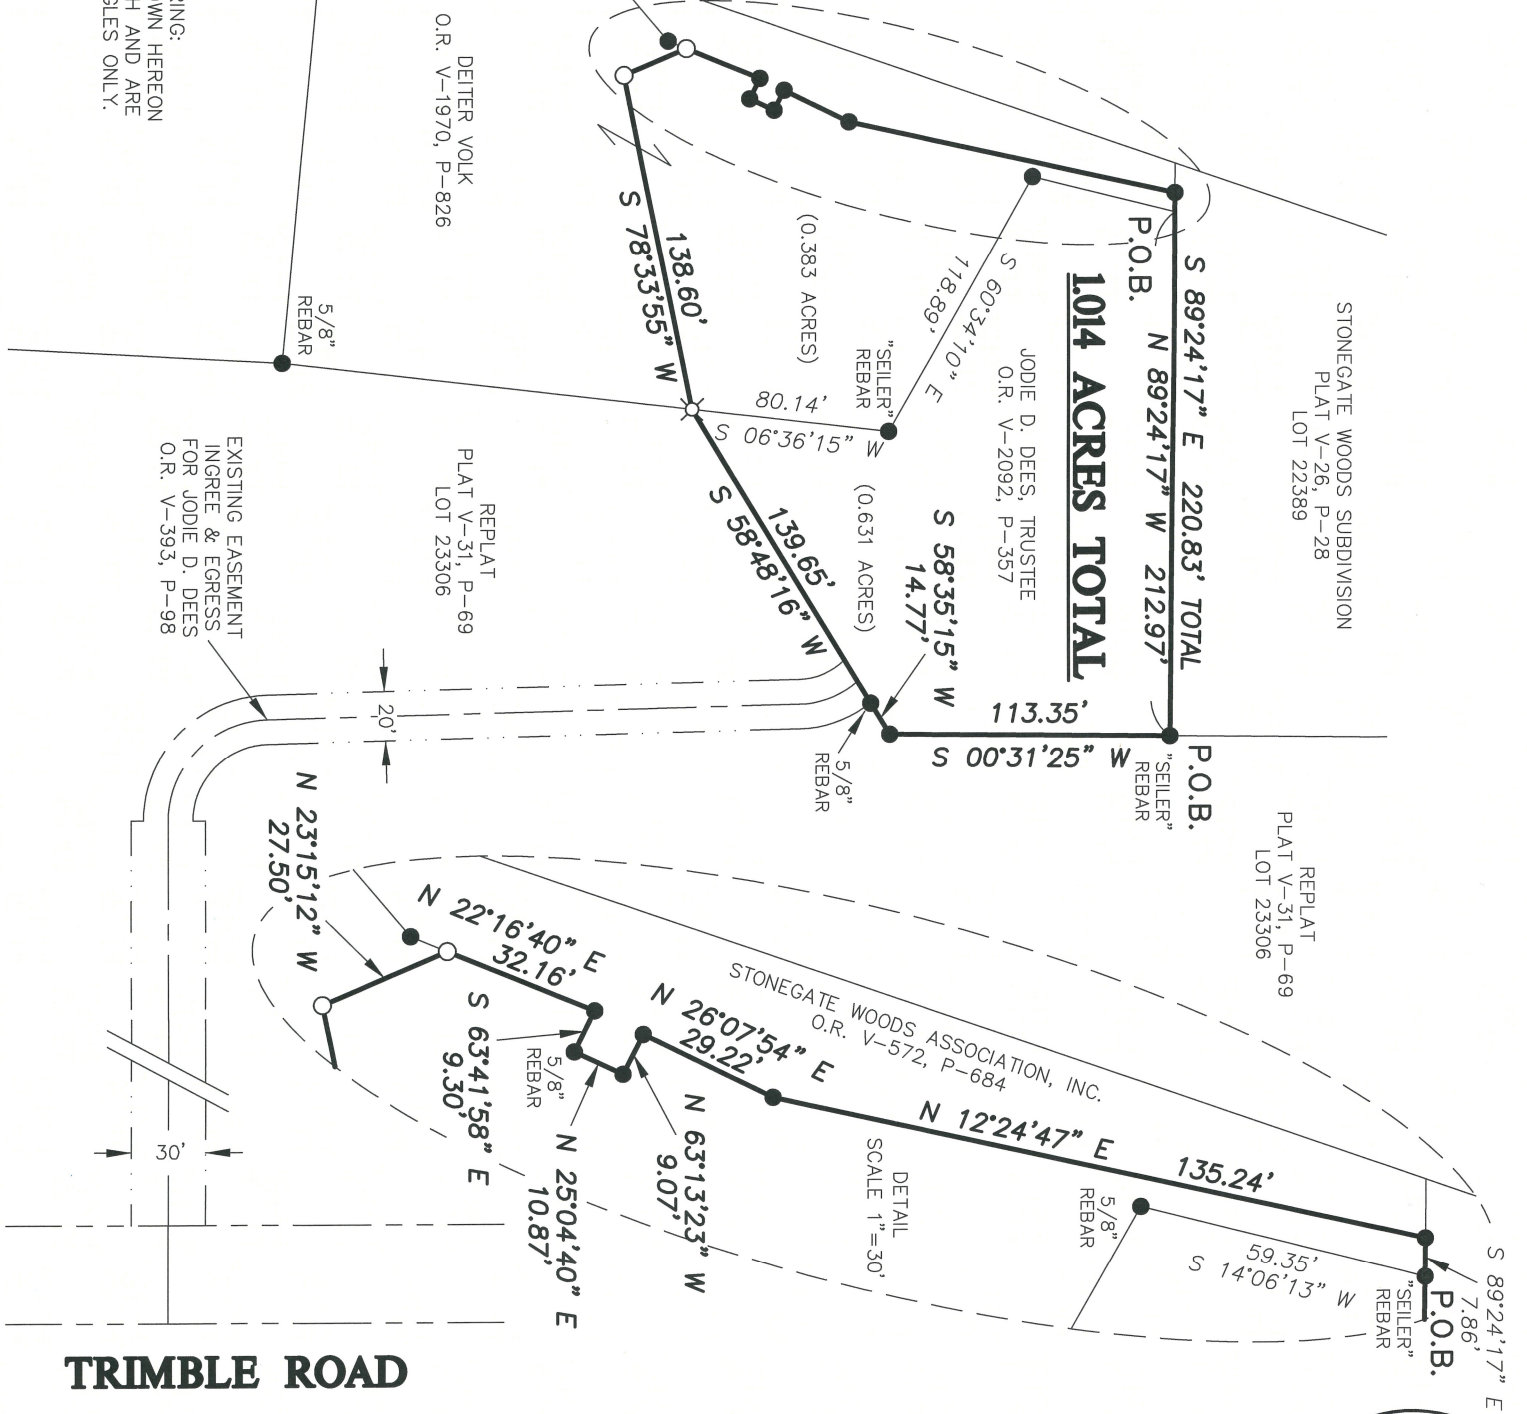 RING:
WN HEREON
H AND ARE
GLES ONLY.
DEITER VOLK
O.R. V-1970, P-826
STONEGATE WOODS SUBDIVISION
PLAT V-26, P-28
LOT 22389
S 89°24'17" E 220.83' TOTAL
N 89°24'17" W 212.97'
P.O.B.
1.014 ACRES TOTAL
JODIE D. DEES, TRUSTEE
O.R. V-2092, P-357
S 60°34'10" E
118.89'
(0.383 ACRES)
138.60'
S 78°33'55" W
5/8"
REBAR
"SEILER"
REBAR
80.14'
S 06°36'15" W
(0.631 ACRES)
139.65'
S 58°48'16" W
S 58°35'15" W
14.77'
113.35'
S 00°31'25" W
P.O.B.
"SEILER"
REBAR
5/8"
REBAR
REPLAT
PLAT V-31, P-69
LOT 23306
EXISTING EASEMENT
INGREE & EGRESS
FOR JODIE D. DEES
O.R. V-393, P-98
20'
REPLAT
PLAT V-31, P-69
LOT 23306
N 23°15'12" W
27.50'
N 22°16'40" E
32.16'
S 63°41'58" E
9.30'
5/8"
REBAR
N 25°04'40" E
10.87'
N 63°13'23" W
9.07'
N 26°07'54" E
29.22'
STONEGATE WOODS ASSOCIATION, INC.
O.R. V-572, P-684
N 12°24'47" E 135.24'
DETAIL
SCALE 1"=30'
5/8"
REBAR
59.35'
S 14°06'13" W
S 89°24'17" E
7.86'
P.O.B.
"SEILER"
REBAR
30'
TRIMBLE ROAD